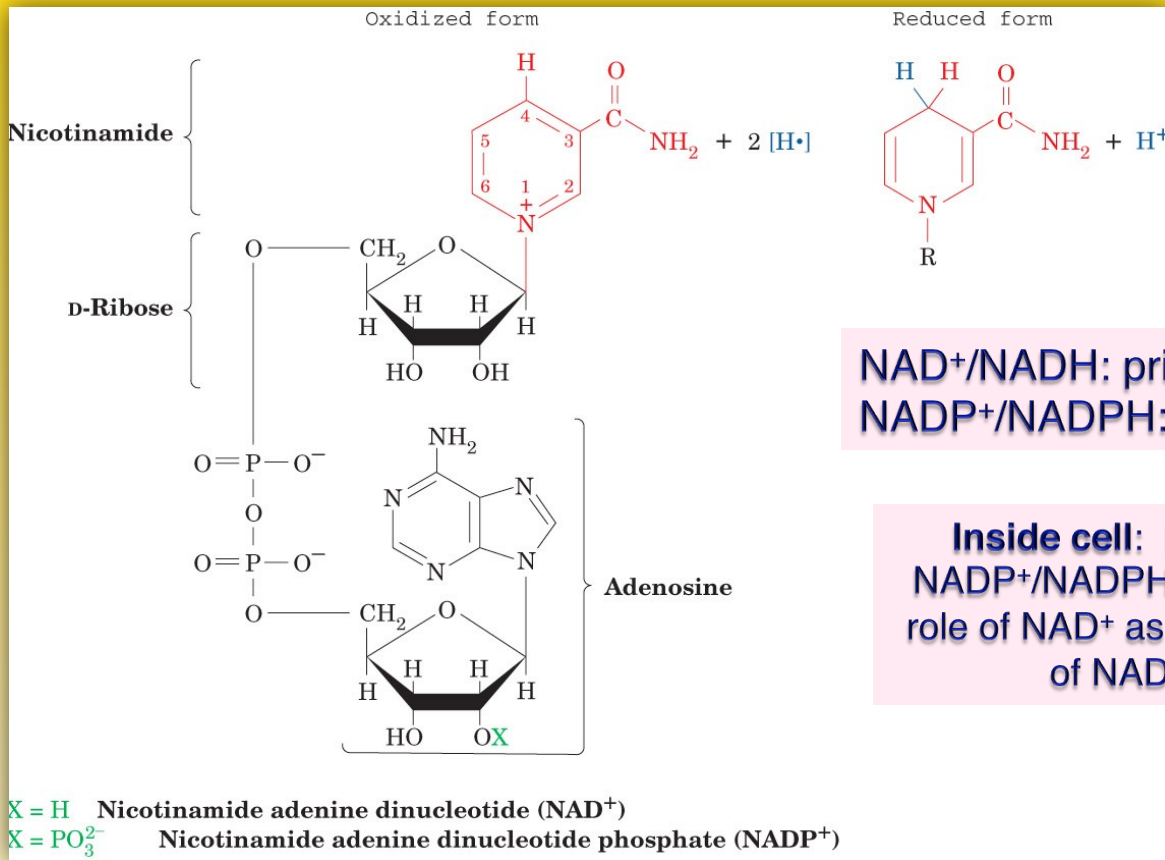 Oxidized form
Reduced form
Nicotinamide
H
O
4
C
5
3
NH₂ + 2 [H•]
6
1
2
+
N
H H
O
C
NH₂ + H⁺
N
R
D-Ribose
O
CH₂
O
H
H
H
H
HO
OH
O=P—O⁻
O
O=P—O⁻
O
NH₂
N
N
N
N
Adenosine
CH₂
O
H
H
H
H
HO
OX
NAD⁺/NADH: pri
NADP⁺/NADPH:
Inside cell:
NADP⁺/NADPH
role of NAD⁺ as
of NAD
X = H Nicotinamide adenine dinucleotide (NAD⁺)
X = PO₃²⁻ Nicotinamide adenine dinucleotide phosphate (NADP⁺)